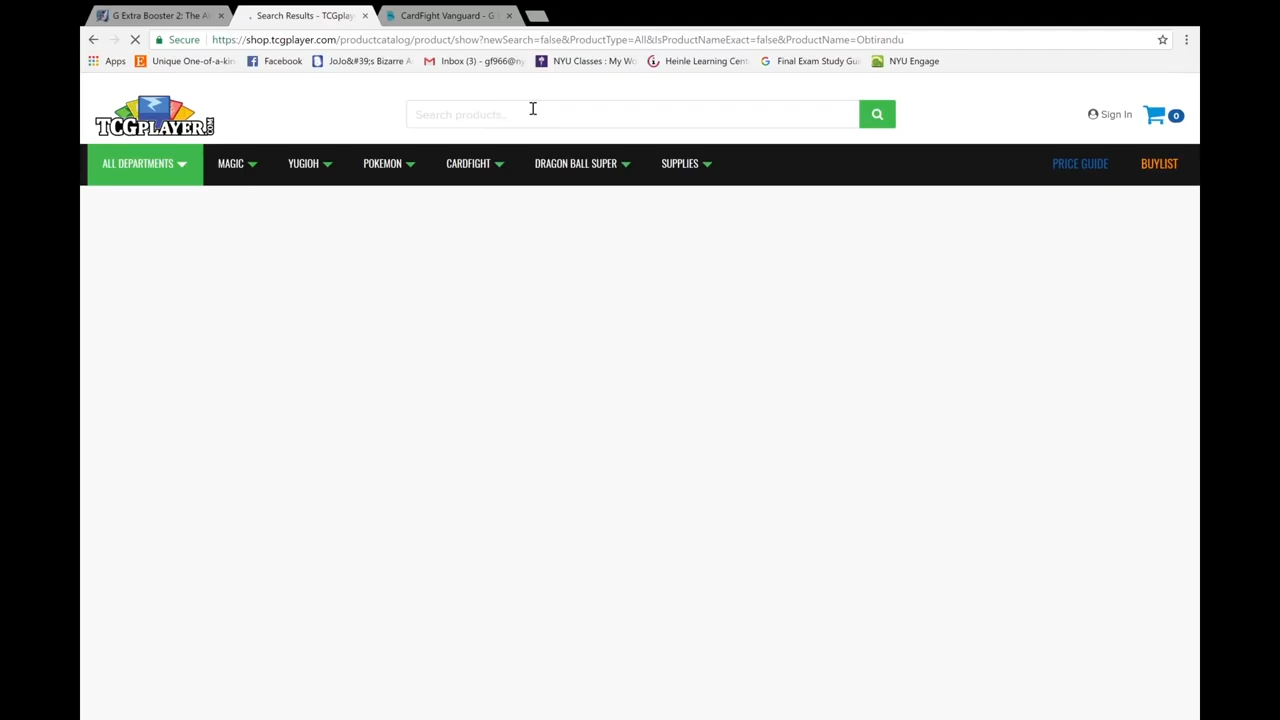 G Extra Booster 2: The A
Search Results - TCGplay
CardFight Vanguard - G
Secure https://shop.tcgplayer.com/productcatalog/product/show?newSearch=false&ProductType=All&IsProductNameExact=false&ProductName=Obtirandu
Apps Unique One-of-a-kin Facebook JoJo&#39;s Bizarre A Inbox (3) - gf966@ny NYU Classes : My Wo Heinle Learning Cent Final Exam Study Gui NYU Engage
TCGPLAYER.COM
Search products...
Sign In 0
ALL DEPARTMENTS MAGIC YUGIOH POKEMON CARDFIGHT DRAGON BALL SUPER SUPPLIES PRICE GUIDE BUYLIST